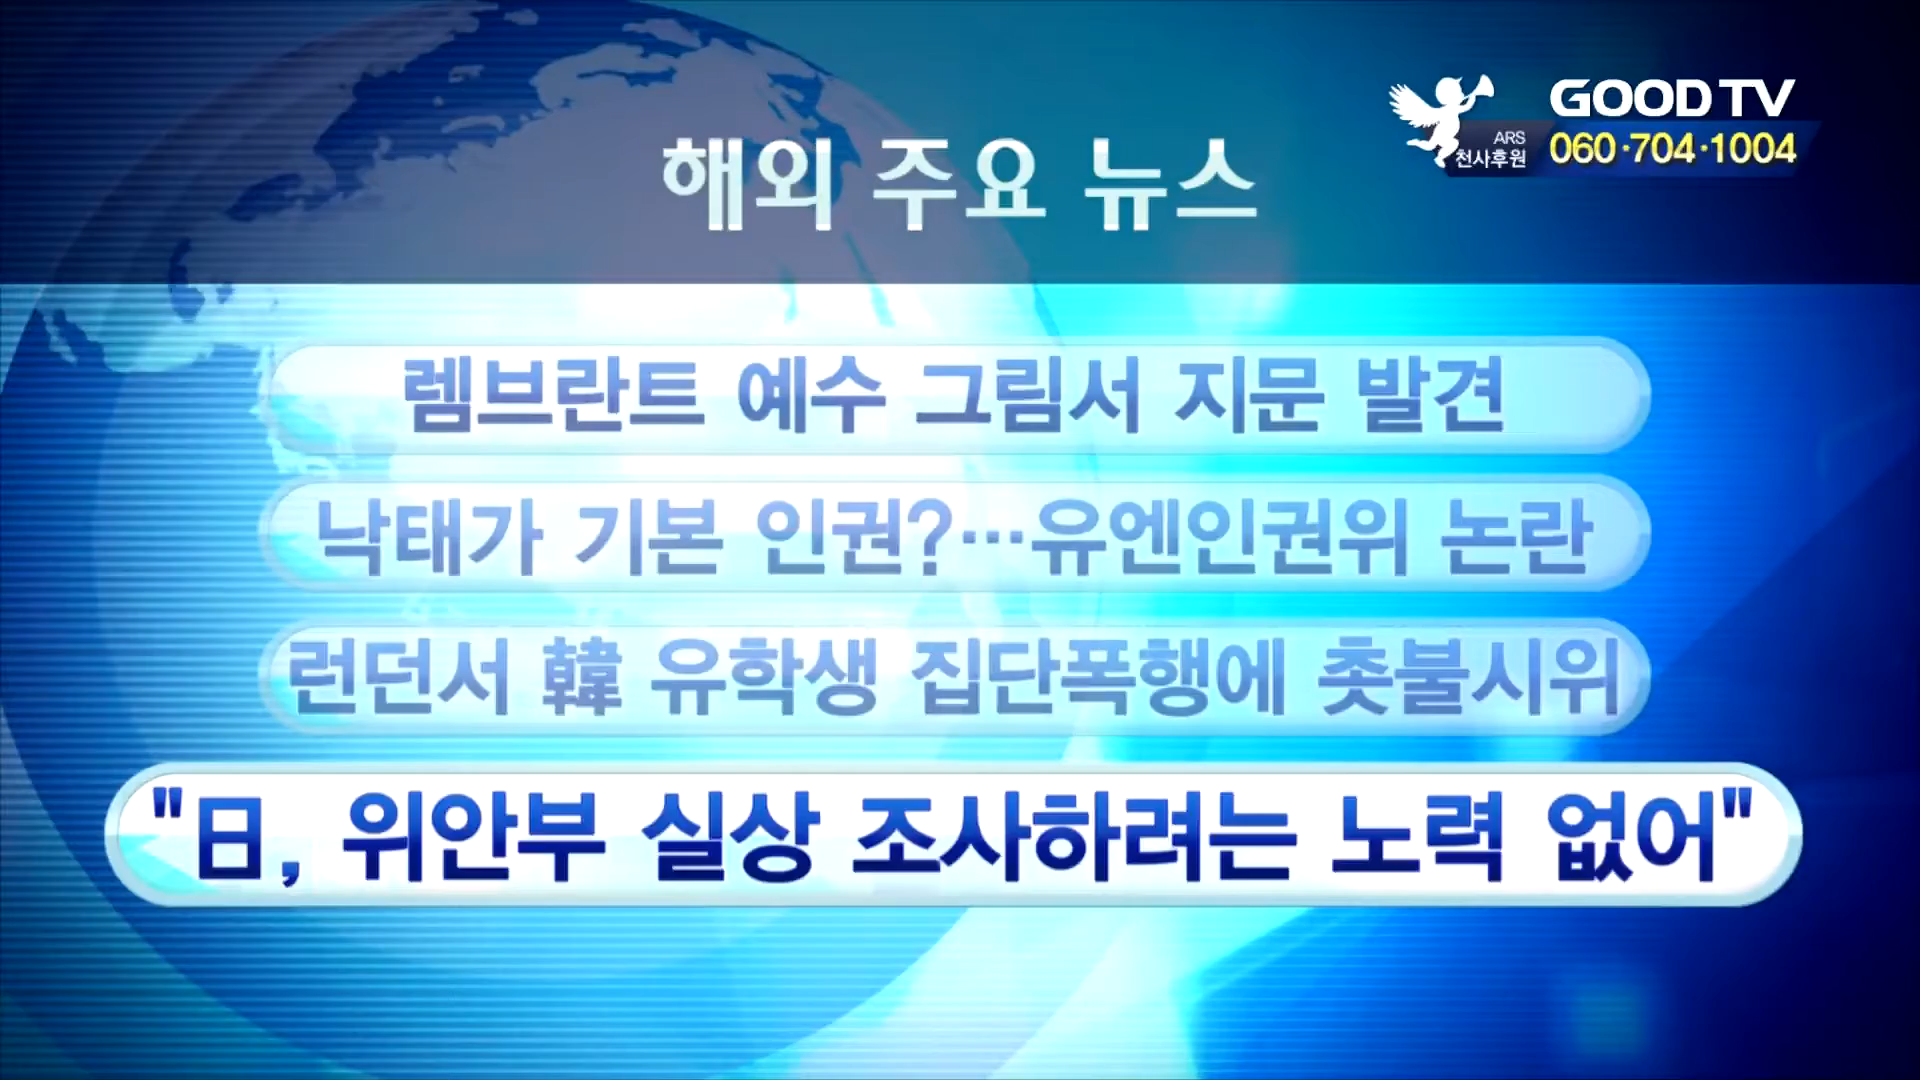 GOOD TV
ARS
천사후원 060·704·1004
해외 주요 뉴스
렘브란트 예수 그림서 지문 발견
낙태가 기본 인권?…유엔인권위 논란
런던서 韓 유학생 집단폭행에 촛불시위
"日, 위안부 실상 조사하려는 노력 없어"